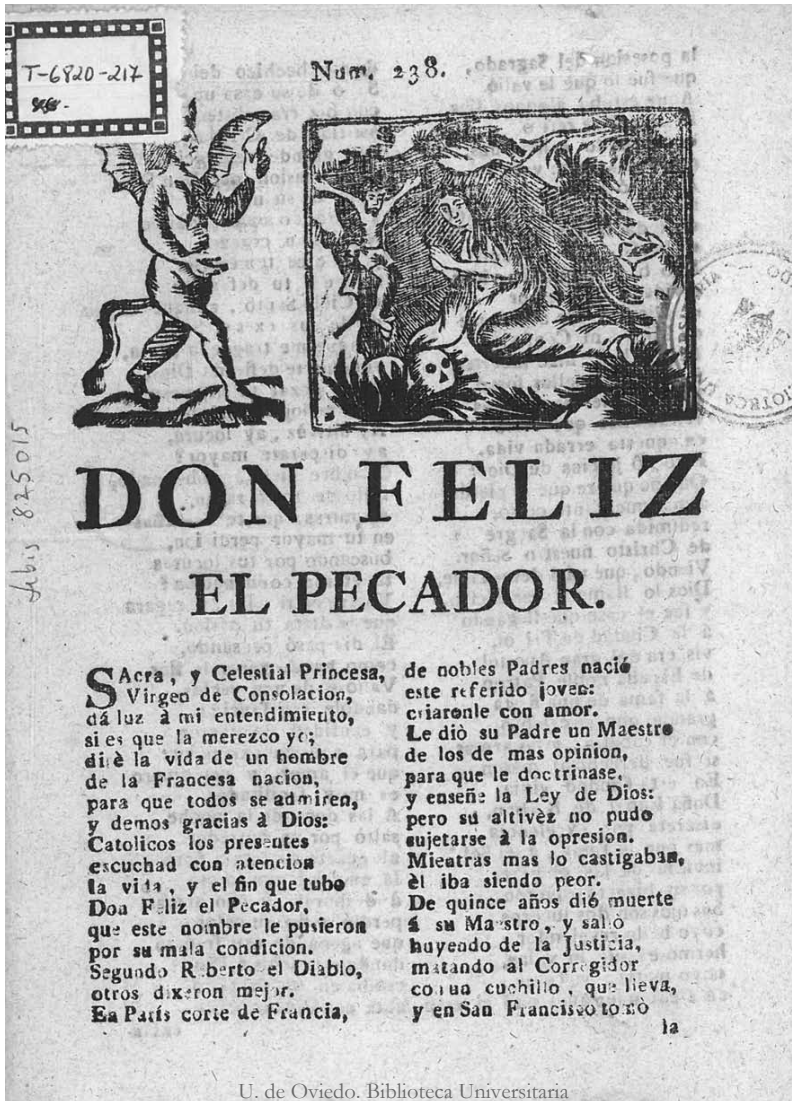 T-6820-217
Num. 238.
Jebis 825015
DON FELIZ
EL PECADOR.
SAcra, y Celestial Princesa,
Virgen de Consolacion,
dá luz à mi entendimiento,
si es que la merezco yo;
diré la vida de un hombre
de la Francesa nacion,
para que todos se admiren,
y demos gracias à Dios:
Catolicos los presentes
escuchad con atencion
la vida, y el fin que tubo
Don Feliz el Pecador,
que este nombre le pusieron
por su mala condicion.
Segundo Roberto el Diablo,
otros dixeron mejor.
En París corte de Francia,
de nobles Padres nació
este referido joven:
criaronle con amor.
Le diò su Padre un Maestro
de los de mas opinion,
para que le doctrinase,
y enseñe la Ley de Dios:
pero su altivèz no pudo
sujetarse à la opresion.
Mientras mas lo castigaban,
èl iba siendo peor.
De quince años dió muerte
á su Maestro, y saliò
huyendo de la Justicia,
matando al Corregidor
con un cuchillo, que lleva,
y en San Francisco tomò
la
U. de Oviedo. Biblioteca Universitaria